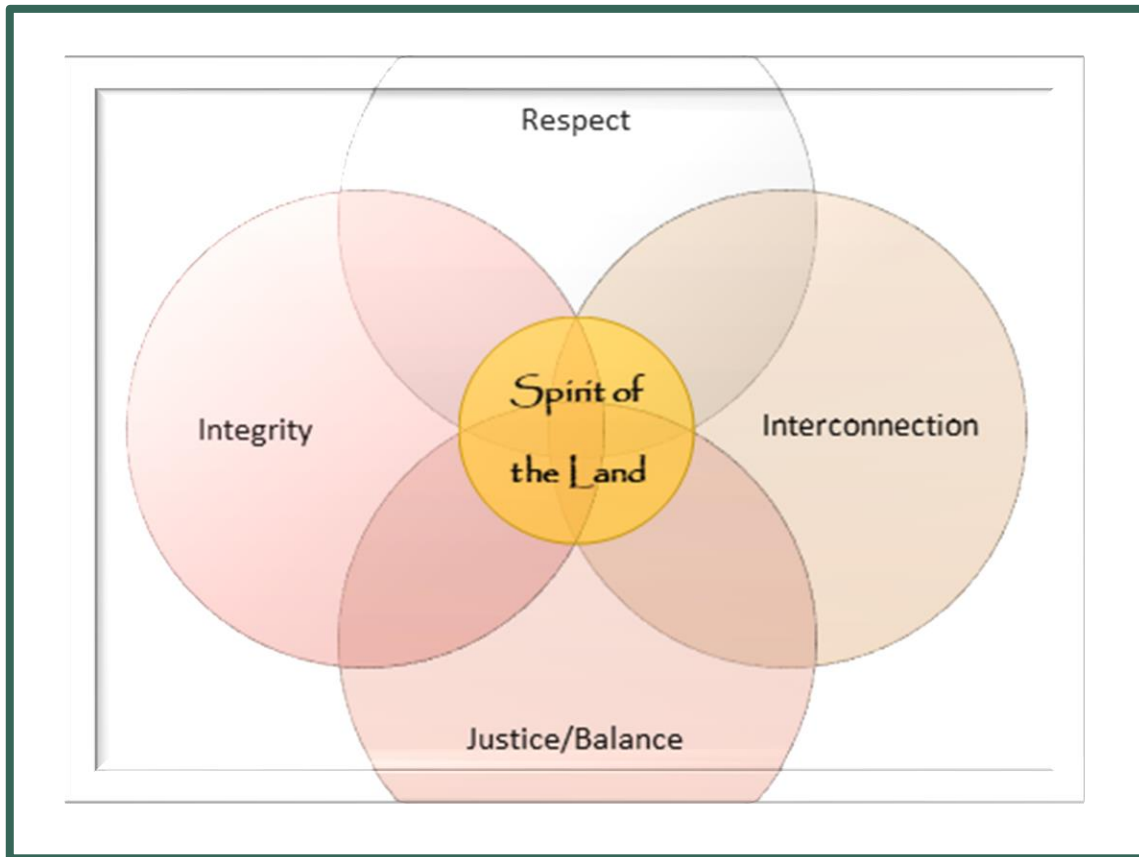 Respect
Integrity
Spirit of
the Land
Interconnection
Justice/Balance